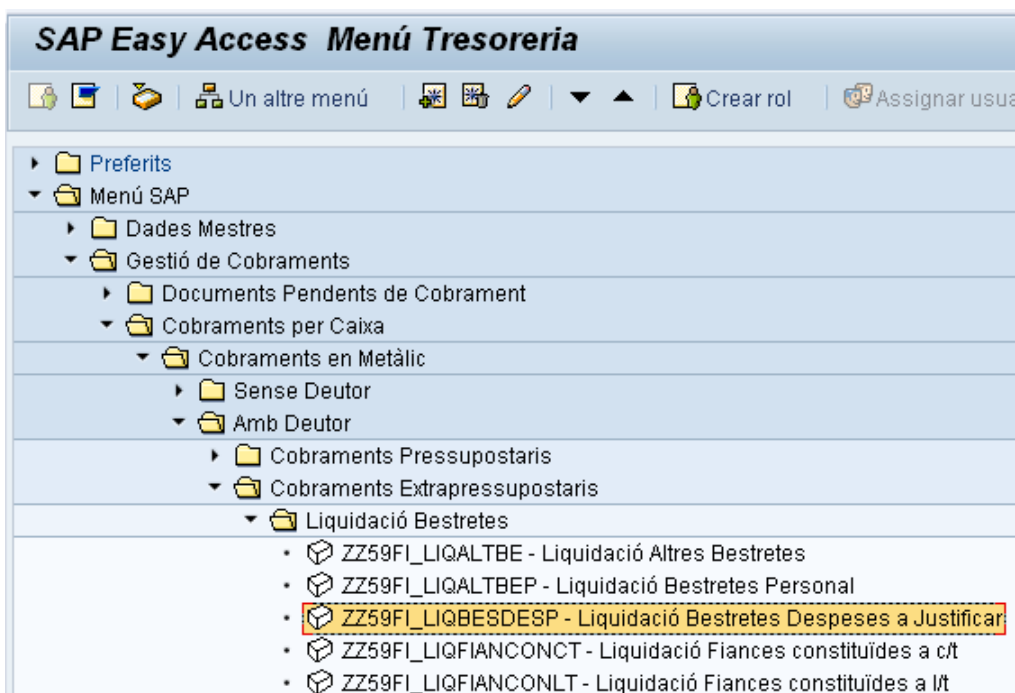 SAP Easy Access Menú Tresoreria
Un altre menú Crear rol Assignar usua
Preferits
Menú SAP
Dades Mestres
Gestió de Cobraments
Documents Pendents de Cobrament
Cobraments per Caixa
Cobraments en Metàlic
Sense Deutor
Amb Deutor
Cobraments Pressupostaris
Cobraments Extrapressupostaris
Liquidació Bestretes
ZZ59FI_LIQALTBE - Liquidació Altres Bestretes
ZZ59FI_LIQALTBEP - Liquidació Bestretes Personal
ZZ59FI_LIQBESDESP - Liquidació Bestretes Despeses a Justificar
ZZ59FI_LIQFIANCONCT - Liquidació Fiances constituïdes a c/t
ZZ59FI_LIQFIANCONLT - Liquidació Fiances constituïdes a l/t